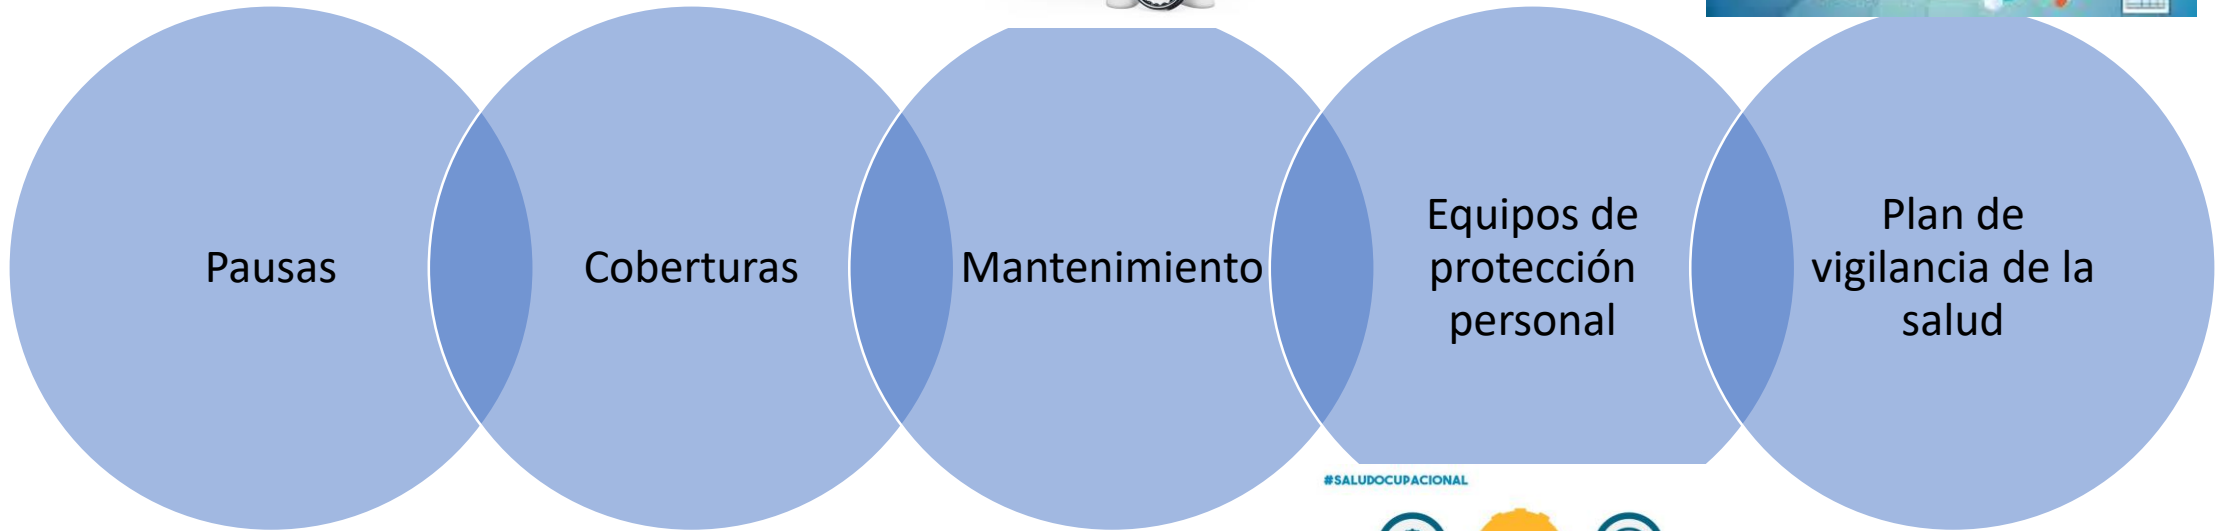 Pausas
Coberturas
Mantenimiento
Equipos de
protección
personal
Plan de
vigilancia de la
salud
#SALUDOCUPACIONAL